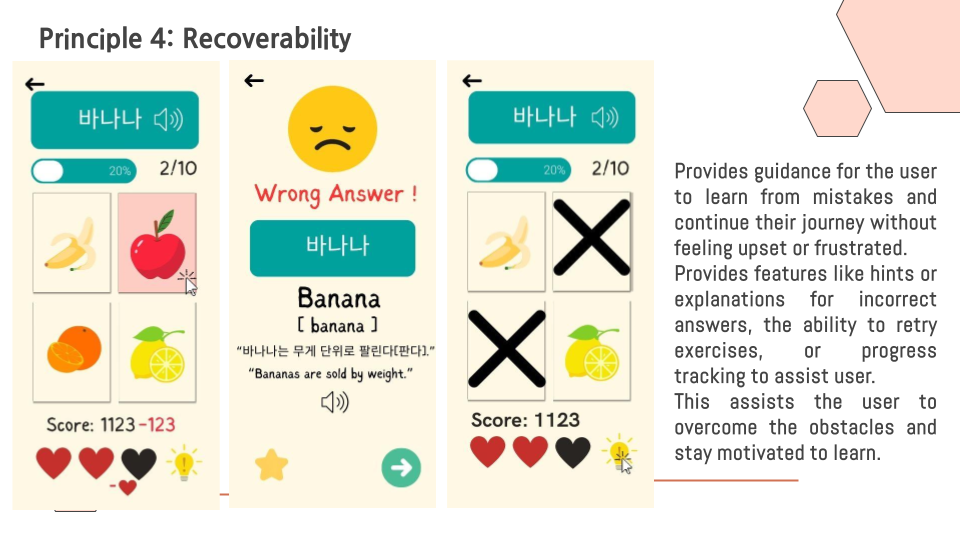 Principle 4: Recoverability
바나나
20%
2/10
Score: 1123 -123
-
Wrong Answer !
바나나
Banana
[ banana ]
“바나나는 무게 단위로 팔린다[판다].”
“Bananas are sold by weight.”
바나나
20%
2/10
Score: 1123
Provides guidance for the user
to learn from mistakes and
continue their journey without
feeling upset or frustrated.
Provides features like hints or
explanations for incorrect
answers, the ability to retry
exercises, or progress
tracking to assist user.
This assists the user to
overcome the obstacles and
stay motivated to learn.